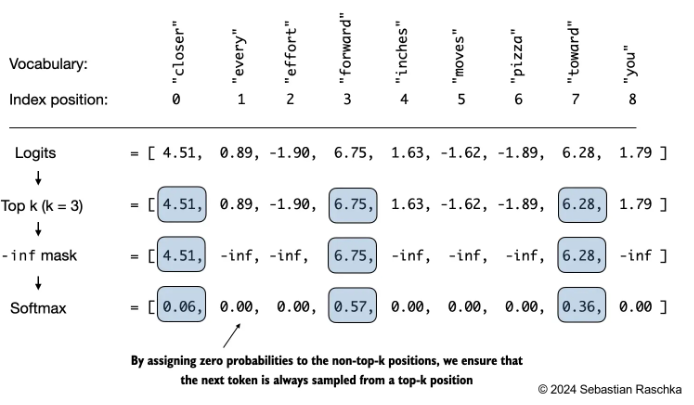 Vocabulary: "closer" "every" "effort" "forward" "inches" "moves" "pizza" "toward" "you"
Index position: 0 1 2 3 4 5 6 7 8
Logits = [ 4.51, 0.89, -1.90, 6.75, 1.63, -1.62, -1.89, 6.28, 1.79 ]
Top k (k = 3) = [ 4.51, 0.89, -1.90, 6.75, 1.63, -1.62, -1.89, 6.28, 1.79 ]
-inf mask = [ 4.51, -inf, -inf, 6.75, -inf, -inf, -inf, 6.28, -inf ]
Softmax = [ 0.06, 0.00, 0.00, 0.57, 0.00, 0.00, 0.00, 0.36, 0.00 ]
By assigning zero probabilities to the non-top-k positions, we ensure that
the next token is always sampled from a top-k position
© 2024 Sebastian Raschka